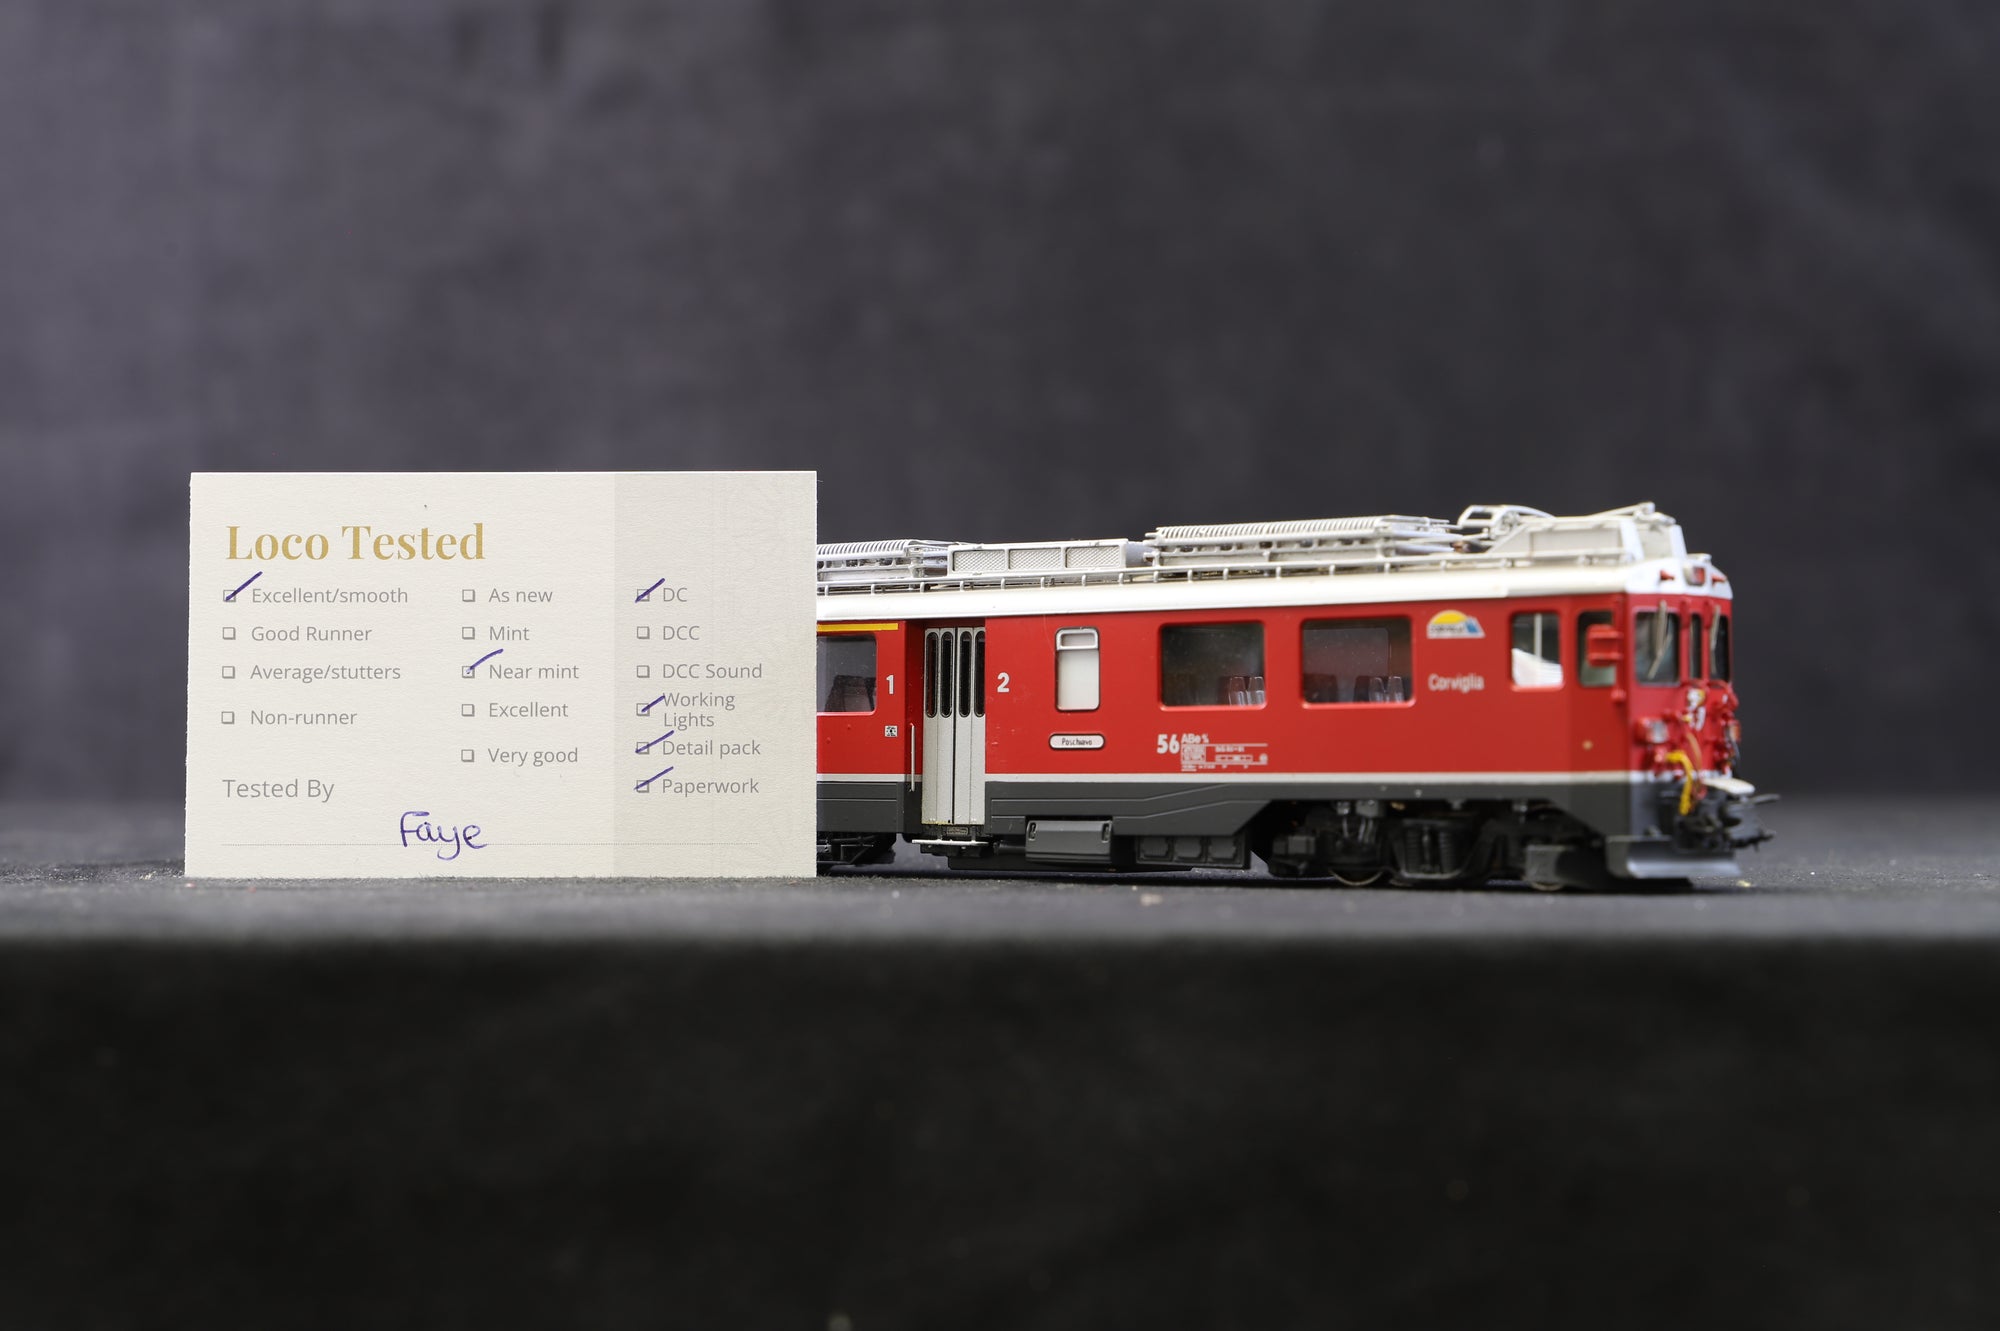 Loco Tested
Excellent/smooth
Good Runner
Average/stutters
Non-runner
As new
Mint
Near mint
Excellent
Very good
DC
DCC
DCC Sound
Working
Lights
Detail pack
Paperwork
Tested By
Faye
1
2
Poschiavo
56
Corviglia